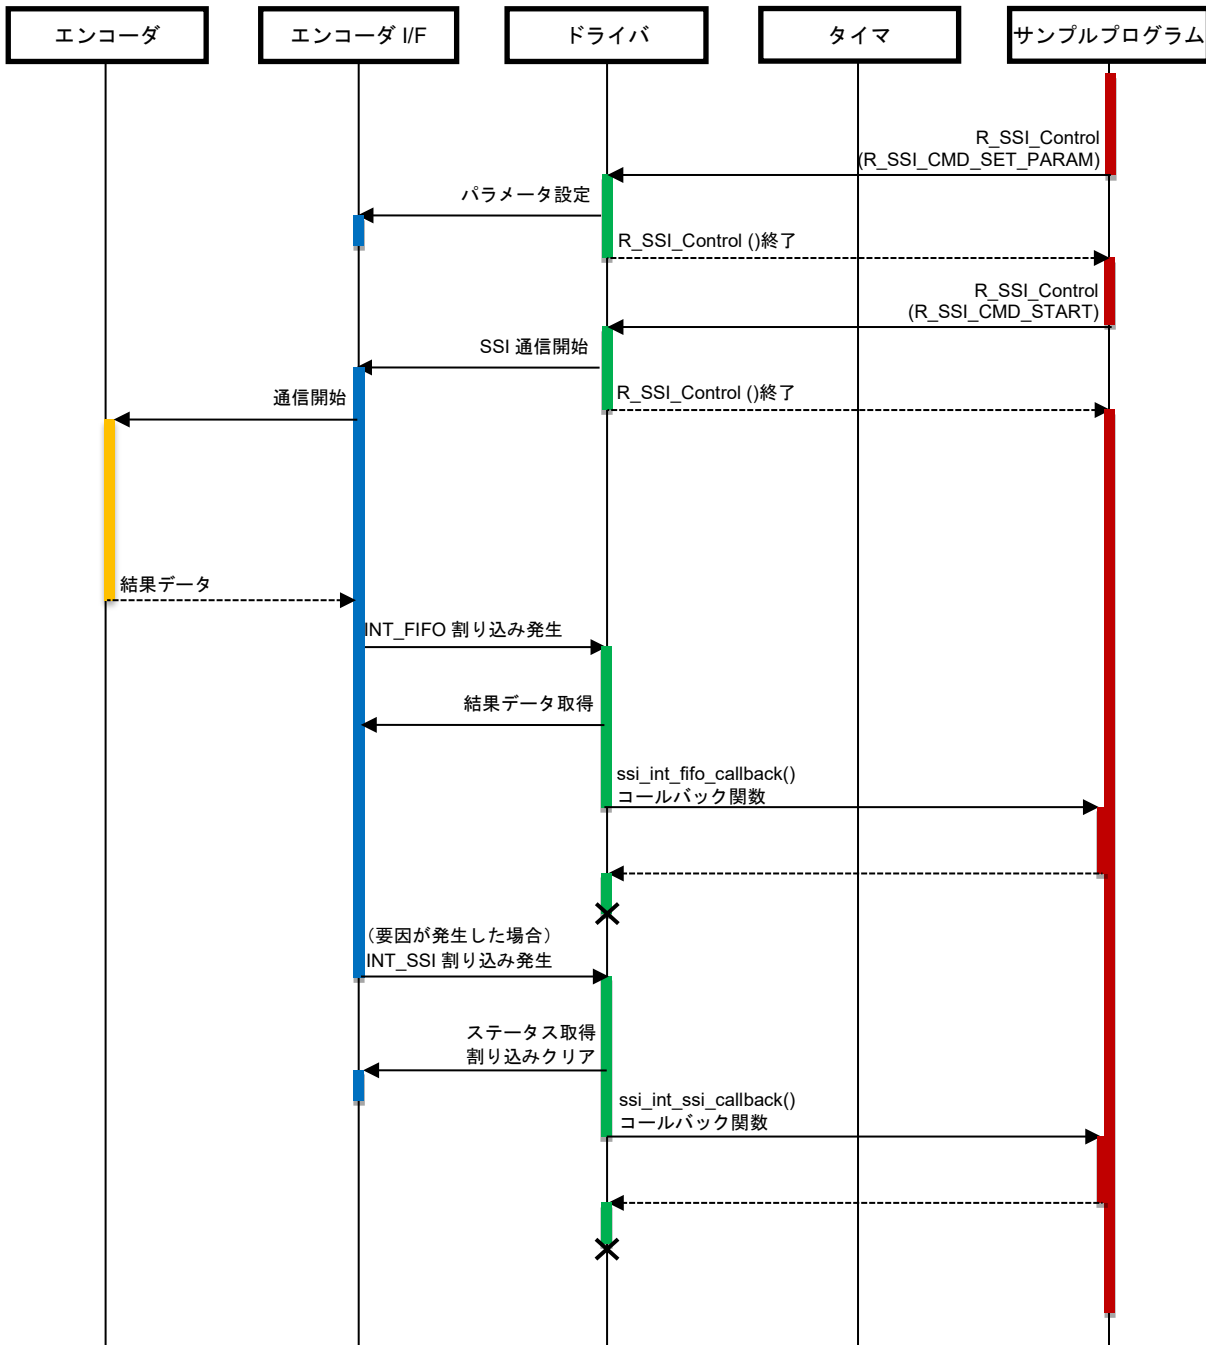 エンコーダ
エンコーダ I/F
ドライバ
タイマ
サンプルプログラム
R_SSI_Control
(R_SSI_CMD_SET_PARAM)
パラメータ設定
R_SSI_Control ()終了
R_SSI_Control
(R_SSI_CMD_START)
SSI 通信開始
通信開始
R_SSI_Control ()終了
結果データ
INT_FIFO 割り込み発生
結果データ取得
ssi_int_fifo_callback()
コールバック関数
（要因が発生した場合）
INT_SSI 割り込み発生
ステータス取得
割り込みクリア
ssi_int_ssi_callback()
コールバック関数